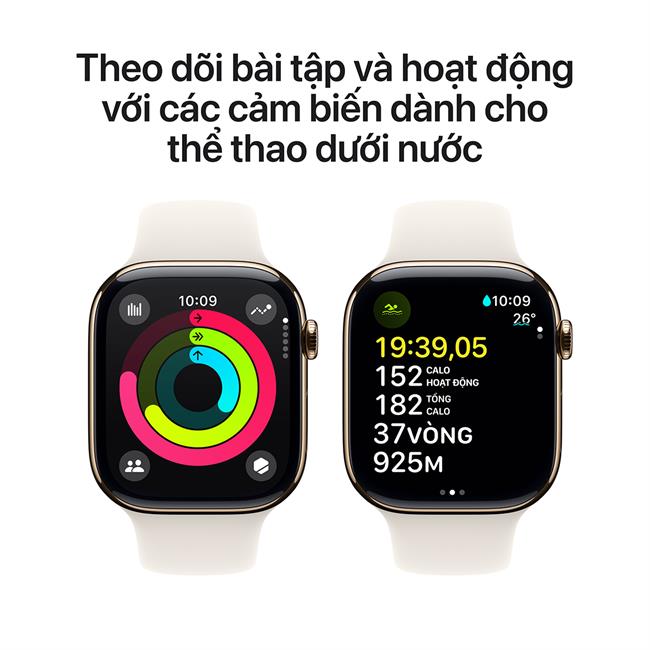 Theo dõi bài tập và hoạt động
với các cảm biến dành cho
thể thao dưới nước
10:09
10:09
26°
19:39,05
152 CALO
HOẠT ĐỘNG
182 TỔNG
CALO
37VÒNG
925M